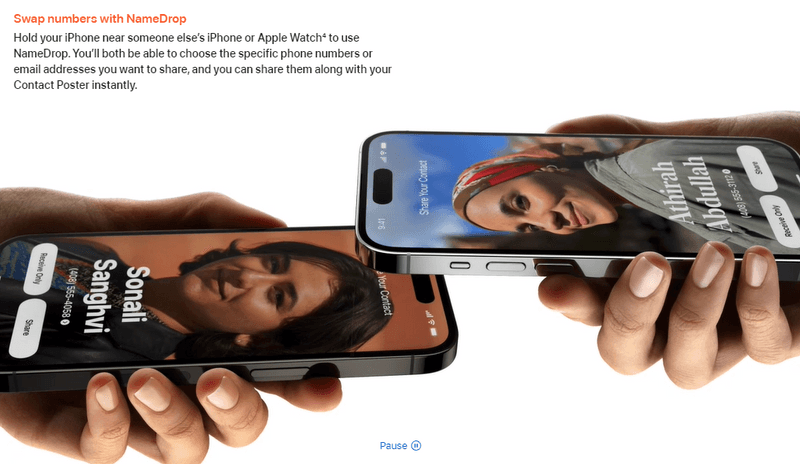 Swap numbers with NameDrop
Hold your iPhone near someone else’s iPhone or Apple Watch⁴ to use
NameDrop. You’ll both be able to choose the specific phone numbers or
email addresses you want to share, and you can share them along with your
Contact Poster instantly.
9:41
Share Your Contact
Athirah
Abdullah
(408) 555-3112
Share
Receive Only
Your Contact
Sonali
Sanghvi
(408) 555-4058
Receive Only
Share
Pause